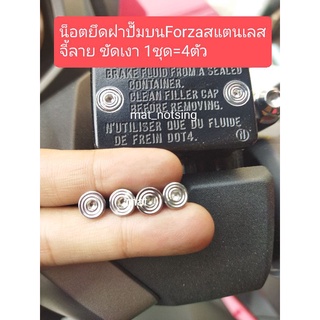 น็อตยึดฝาปั๊มบนForzaสแตนเลส
จี้ลาย ขัดเงา 1ชุด=4ตัว
BRAKE FLUID FROM A SEALED
CONTAINER.
CLEAN FILLER CAP
BEFORE REMOVING.
mat_notsing
N'UTILISER QUE DU FLUIDE
DE FREIN DOT4.